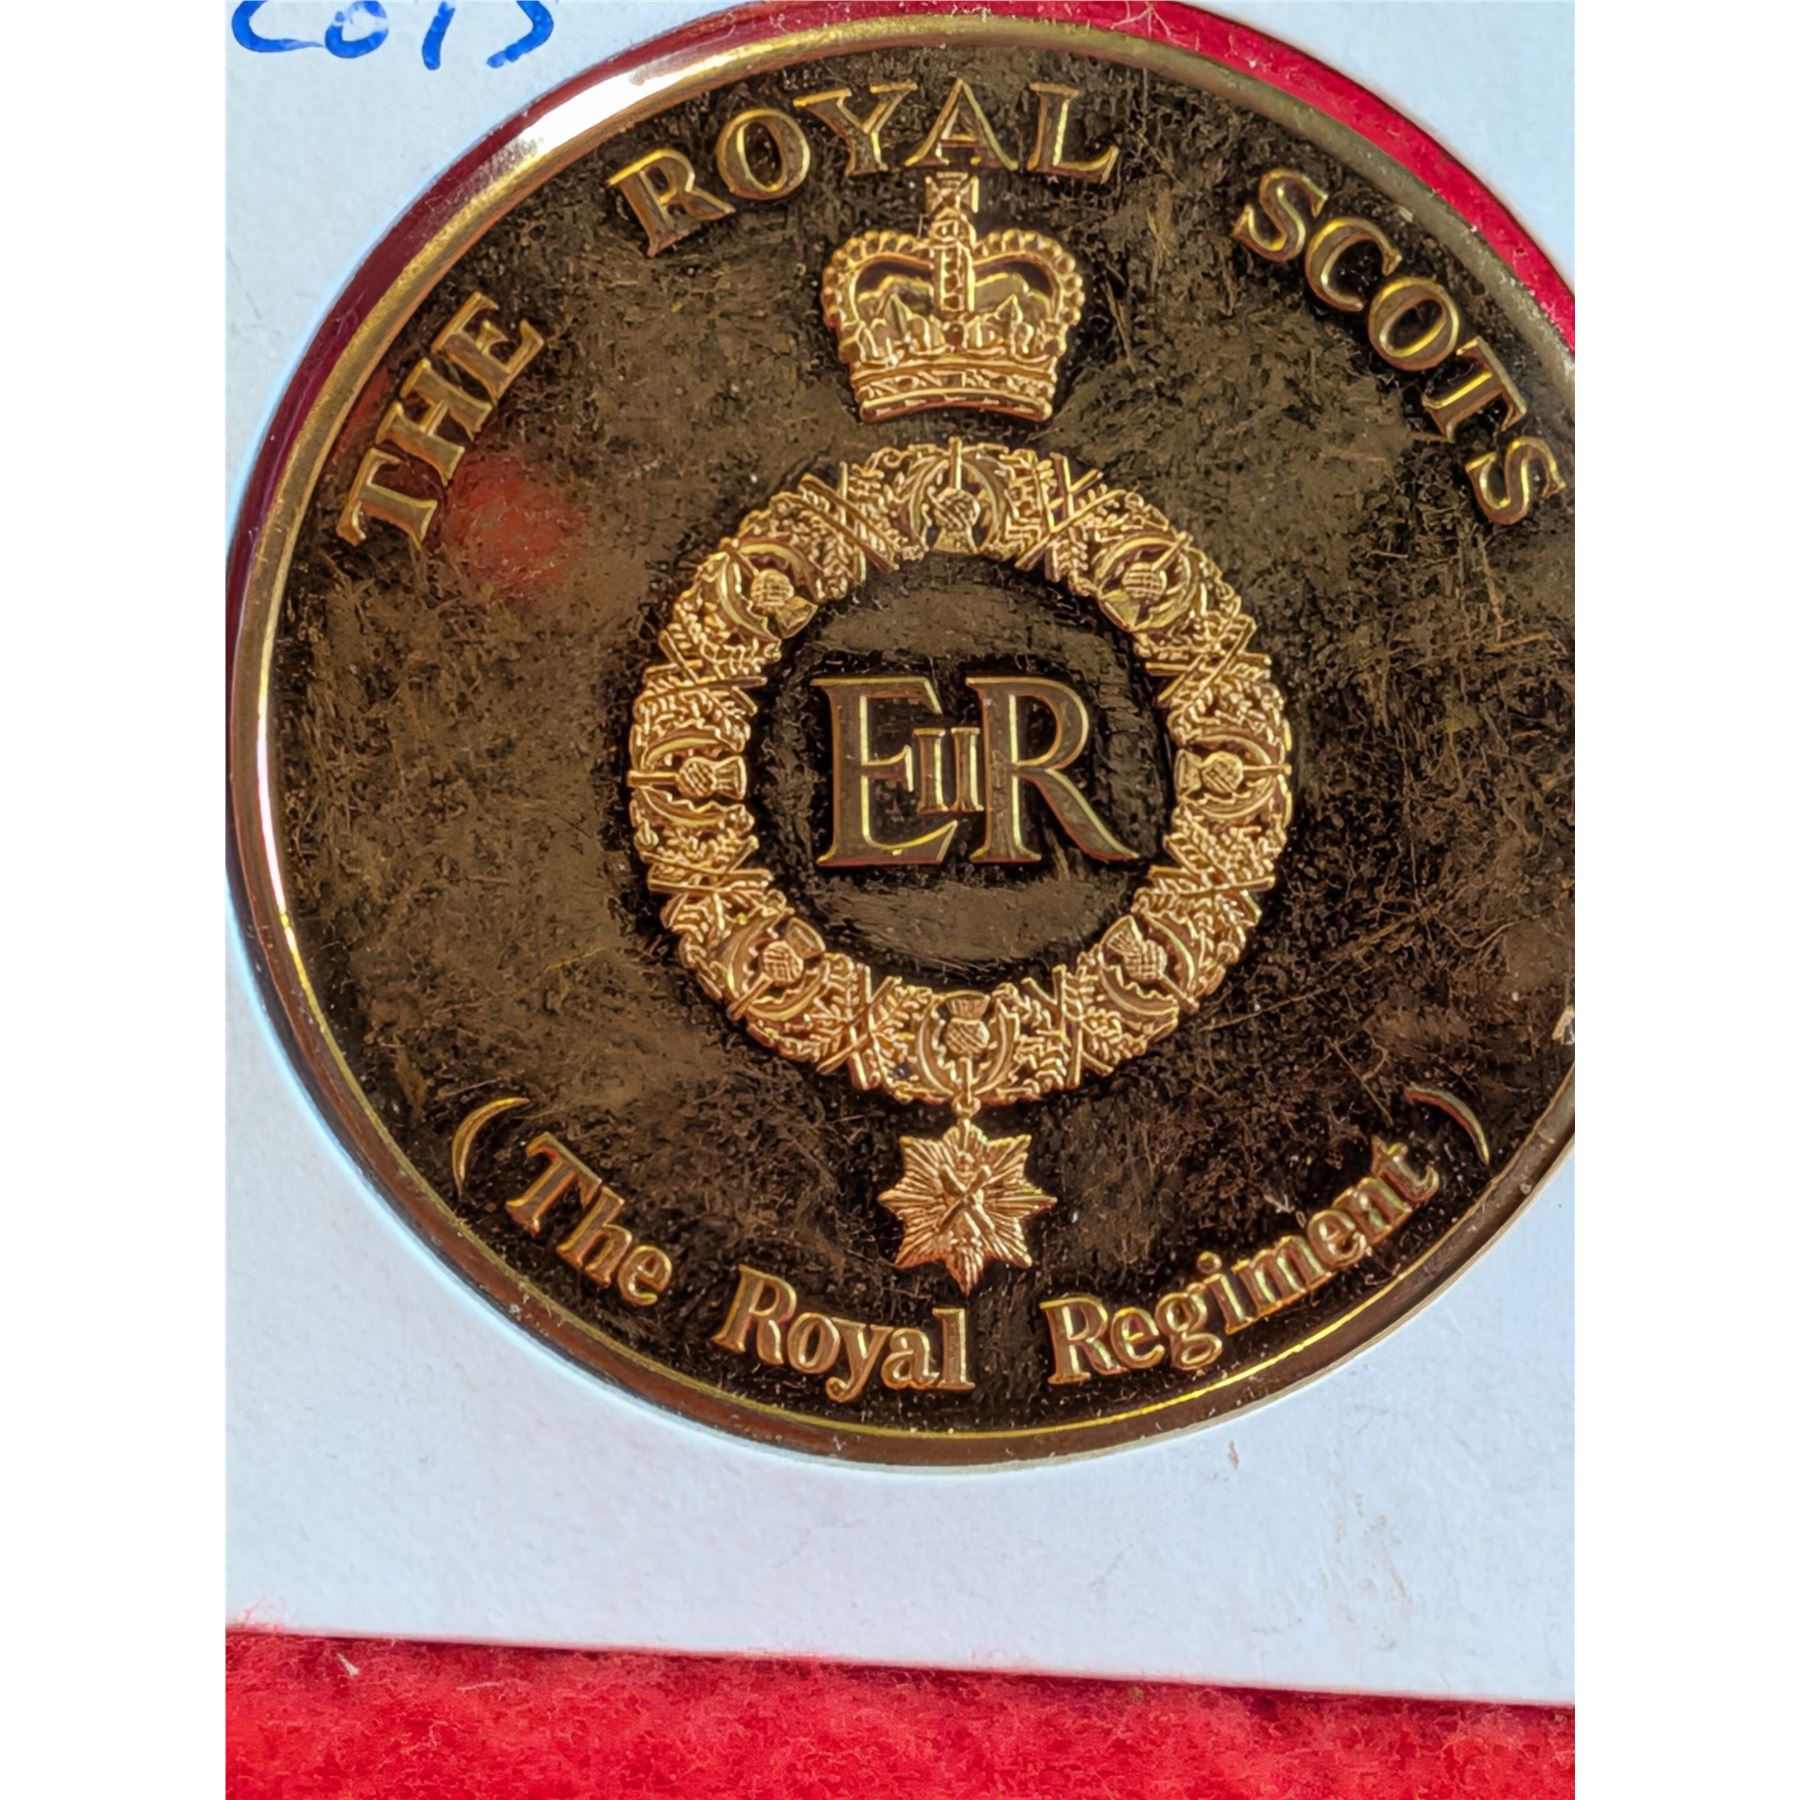 THE ROYAL SCOTS
EIIR
(The Royal Regiment)